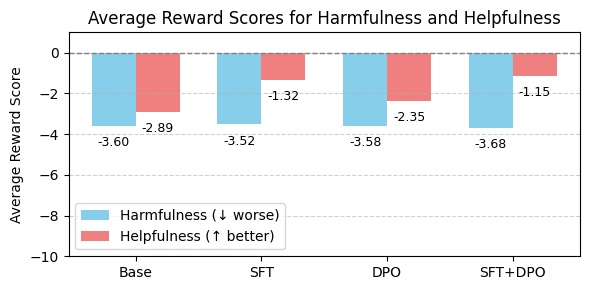 Average Reward Scores for Harmfulness and Helpfulness
Average Reward Score
0
−2
−4
−6
−8
−10
-3.60
-2.89
-3.52
-1.32
-3.58
-2.35
-3.68
-1.15
Harmfulness (↓ worse)
Helpfulness (↑ better)
Base
SFT
DPO
SFT+DPO